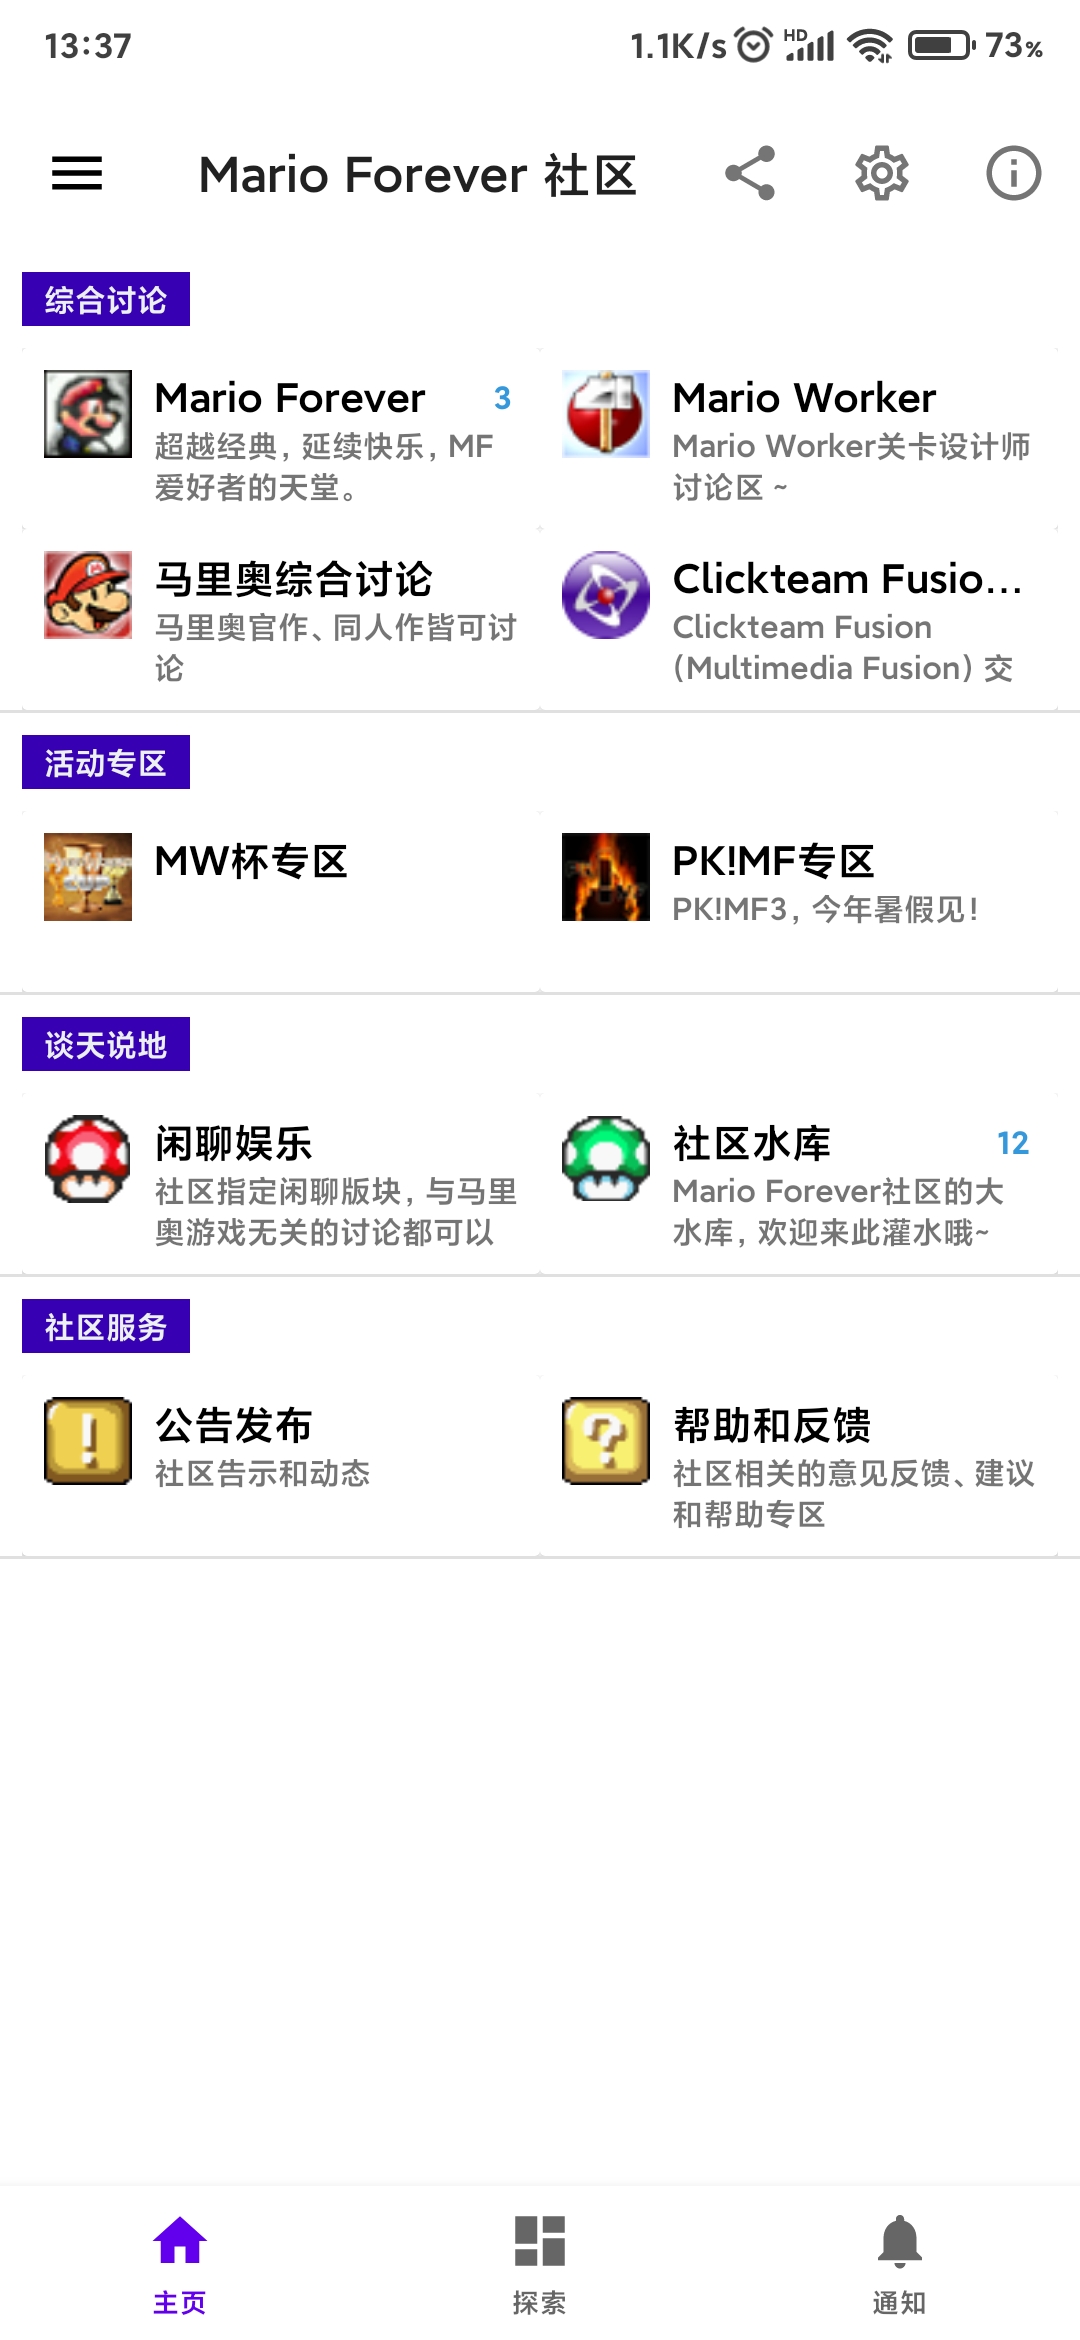 13:37
1.1K/s HD 73%
Mario Forever 社区
综合讨论
Mario Forever 3
超越经典，延续快乐，MF
爱好者的天堂。
Mario Worker
Mario Worker关卡设计师
讨论区 ~
马里奥综合讨论
马里奥官作、同人作皆可讨
论
Clickteam Fusio...
Clickteam Fusion
(Multimedia Fusion) 交
活动专区
MW杯专区
PK!MF专区
PK!MF3，今年暑假见！
谈天说地
闲聊娱乐
社区指定闲聊版块，与马里
奥游戏无关的讨论都可以
社区水库 12
Mario Forever社区的大
水库，欢迎来此灌水哦~
社区服务
公告发布
社区告示和动态
帮助和反馈
社区相关的意见反馈、建议
和帮助专区
主页
探索
通知